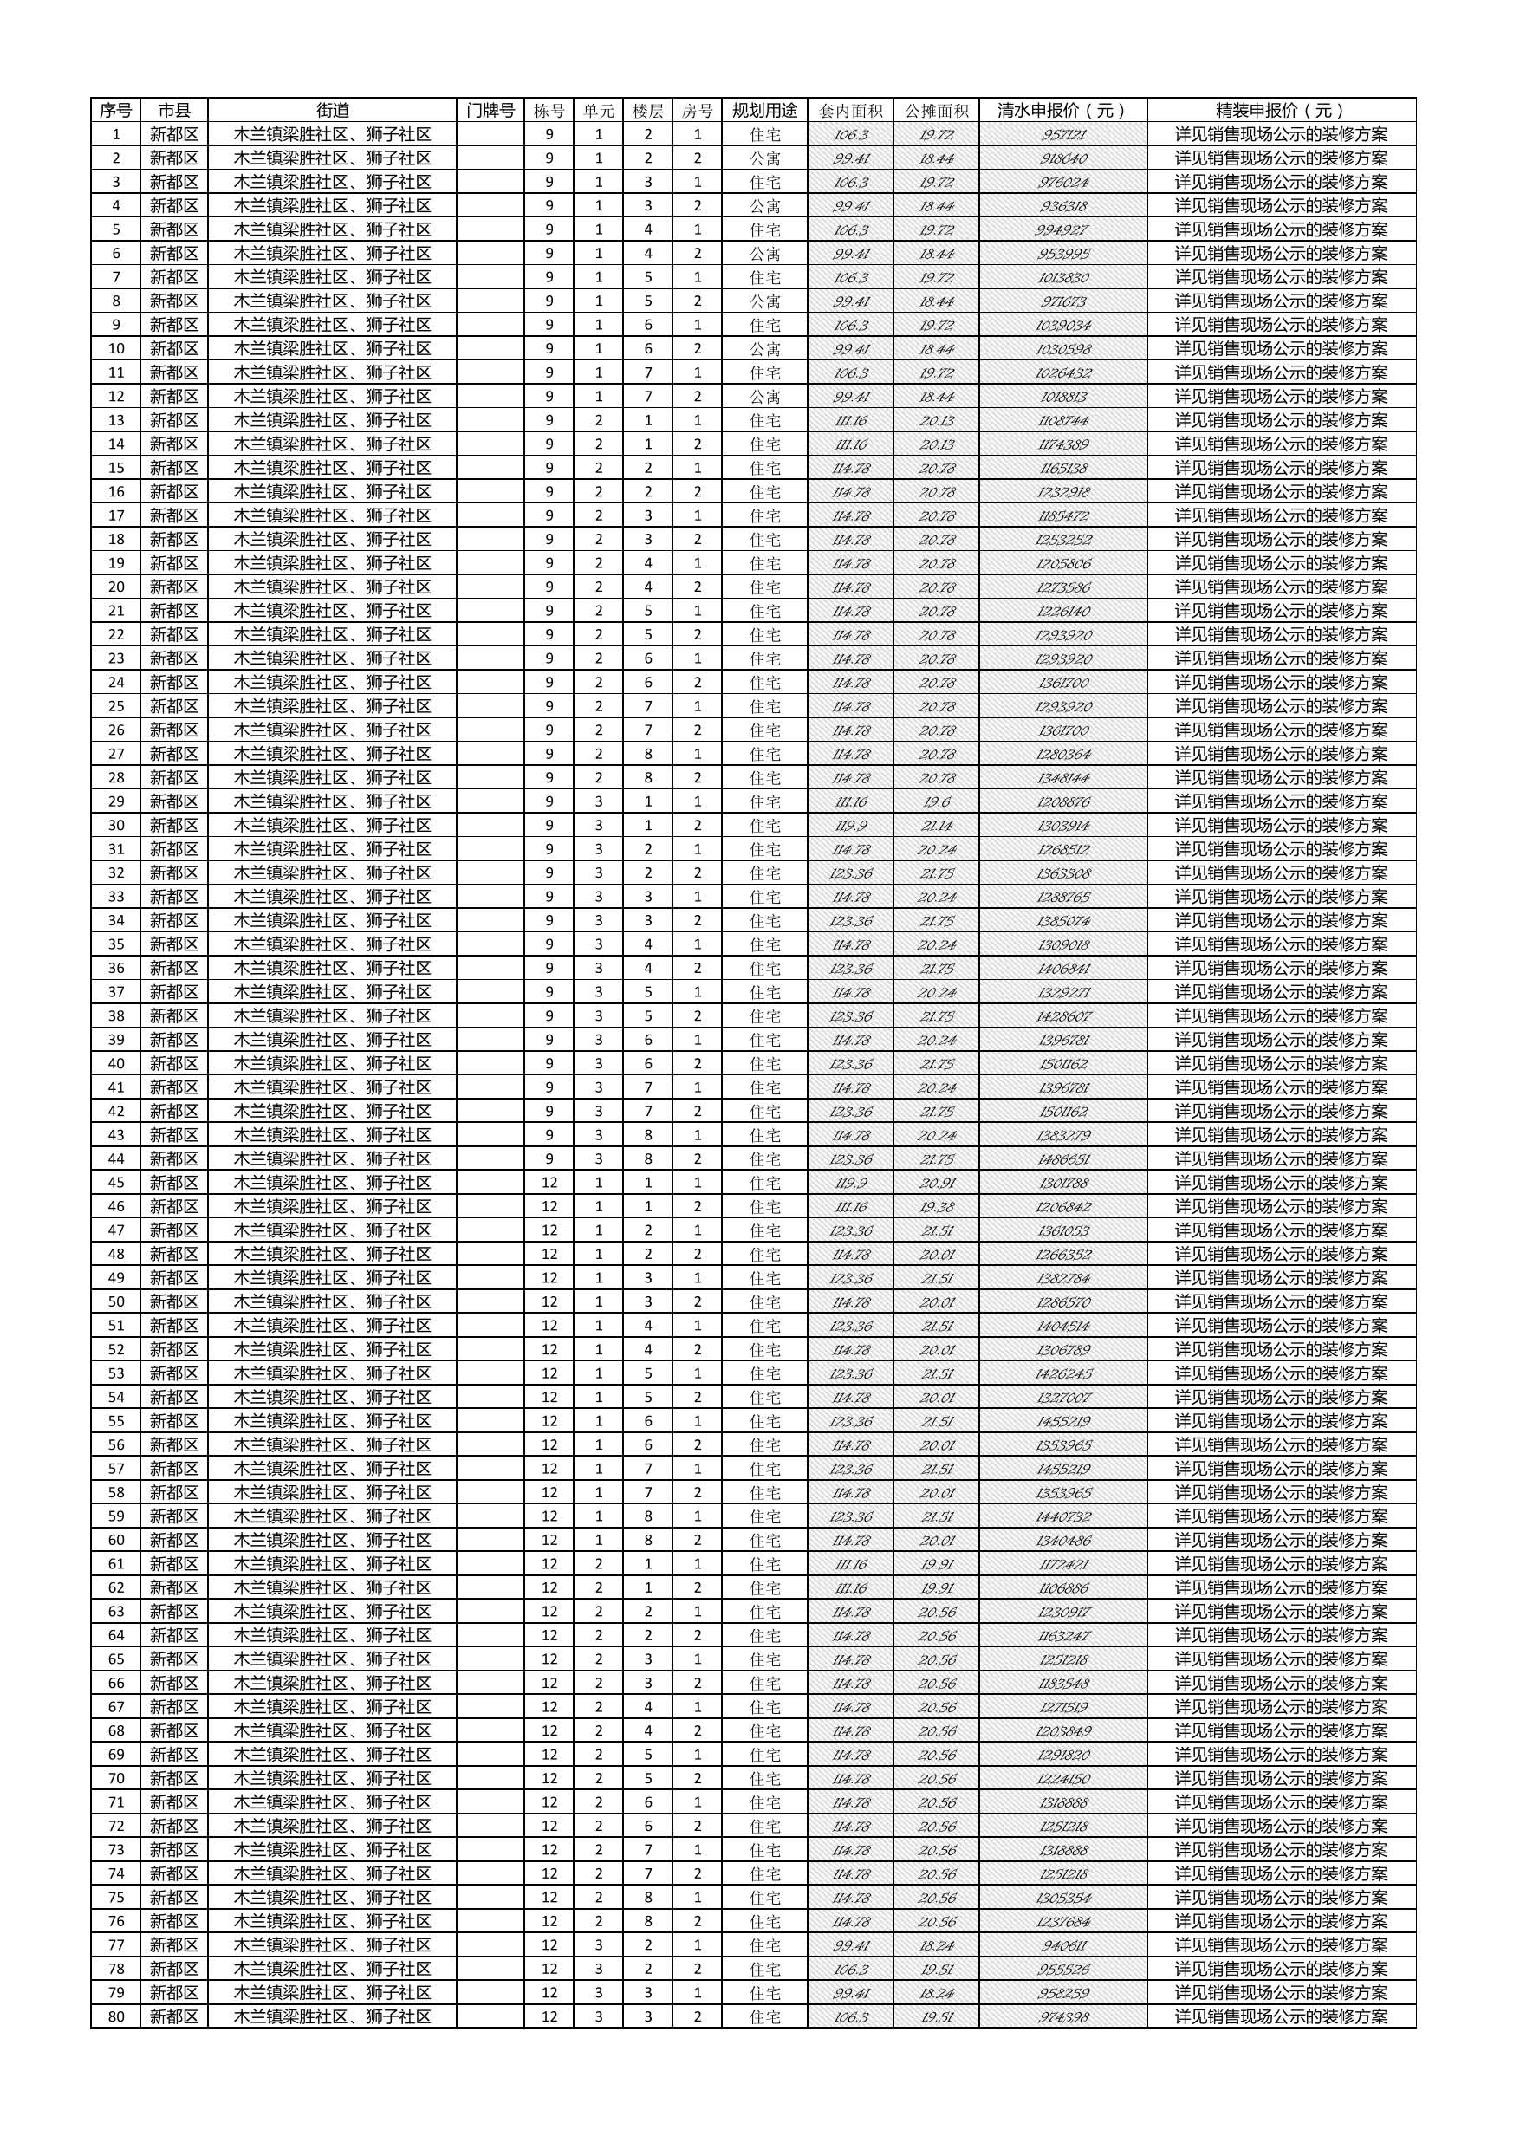 序号 市县 街道 门牌号 栋号 单元 楼层 房号 规划用途 套内面积 公摊面积 清水申报价（元） 精装申报价（元）
1 新都区 木兰镇梁胜社区、狮子社区 9 1 2 1 住宅 106.3 19.72 957121 详见销售现场公示的装修方案
2 新都区 木兰镇梁胜社区、狮子社区 9 1 2 2 公寓 99.41 18.44 918640 详见销售现场公示的装修方案
3 新都区 木兰镇梁胜社区、狮子社区 9 1 3 1 住宅 106.3 19.72 976024 详见销售现场公示的装修方案
4 新都区 木兰镇梁胜社区、狮子社区 9 1 3 2 公寓 99.41 18.44 936318 详见销售现场公示的装修方案
5 新都区 木兰镇梁胜社区、狮子社区 9 1 4 1 住宅 106.3 19.72 994927 详见销售现场公示的装修方案
6 新都区 木兰镇梁胜社区、狮子社区 9 1 4 2 公寓 99.41 18.44 953995 详见销售现场公示的装修方案
7 新都区 木兰镇梁胜社区、狮子社区 9 1 5 1 住宅 106.3 19.72 1013830 详见销售现场公示的装修方案
8 新都区 木兰镇梁胜社区、狮子社区 9 1 5 2 公寓 99.41 18.44 971673 详见销售现场公示的装修方案
9 新都区 木兰镇梁胜社区、狮子社区 9 1 6 1 住宅 106.3 19.72 1039034 详见销售现场公示的装修方案
10 新都区 木兰镇梁胜社区、狮子社区 9 1 6 2 公寓 99.41 18.44 1030598 详见销售现场公示的装修方案
11 新都区 木兰镇梁胜社区、狮子社区 9 1 7 1 住宅 106.3 19.72 1026432 详见销售现场公示的装修方案
12 新都区 木兰镇梁胜社区、狮子社区 9 1 7 2 公寓 99.41 18.44 1018813 详见销售现场公示的装修方案
13 新都区 木兰镇梁胜社区、狮子社区 9 2 1 1 住宅 111.16 20.13 1108744 详见销售现场公示的装修方案
14 新都区 木兰镇梁胜社区、狮子社区 9 2 1 2 住宅 111.16 20.13 1174389 详见销售现场公示的装修方案
15 新都区 木兰镇梁胜社区、狮子社区 9 2 2 1 住宅 114.78 20.78 1165138 详见销售现场公示的装修方案
16 新都区 木兰镇梁胜社区、狮子社区 9 2 2 2 住宅 114.78 20.78 1232918 详见销售现场公示的装修方案
17 新都区 木兰镇梁胜社区、狮子社区 9 2 3 1 住宅 114.78 20.78 1185472 详见销售现场公示的装修方案
18 新都区 木兰镇梁胜社区、狮子社区 9 2 3 2 住宅 114.78 20.78 1253252 详见销售现场公示的装修方案
19 新都区 木兰镇梁胜社区、狮子社区 9 2 4 1 住宅 114.78 20.78 1205806 详见销售现场公示的装修方案
20 新都区 木兰镇梁胜社区、狮子社区 9 2 4 2 住宅 114.78 20.78 1273586 详见销售现场公示的装修方案
21 新都区 木兰镇梁胜社区、狮子社区 9 2 5 1 住宅 114.78 20.78 1226140 详见销售现场公示的装修方案
22 新都区 木兰镇梁胜社区、狮子社区 9 2 5 2 住宅 114.78 20.78 1293920 详见销售现场公示的装修方案
23 新都区 木兰镇梁胜社区、狮子社区 9 2 6 1 住宅 114.78 20.78 1293920 详见销售现场公示的装修方案
24 新都区 木兰镇梁胜社区、狮子社区 9 2 6 2 住宅 114.78 20.78 1361700 详见销售现场公示的装修方案
25 新都区 木兰镇梁胜社区、狮子社区 9 2 7 1 住宅 114.78 20.78 1293920 详见销售现场公示的装修方案
26 新都区 木兰镇梁胜社区、狮子社区 9 2 7 2 住宅 114.78 20.78 1361700 详见销售现场公示的装修方案
27 新都区 木兰镇梁胜社区、狮子社区 9 2 8 1 住宅 114.78 20.78 1280364 详见销售现场公示的装修方案
28 新都区 木兰镇梁胜社区、狮子社区 9 2 8 2 住宅 114.78 20.78 1348144 详见销售现场公示的装修方案
29 新都区 木兰镇梁胜社区、狮子社区 9 3 1 1 住宅 111.16 19.6 1208876 详见销售现场公示的装修方案
30 新都区 木兰镇梁胜社区、狮子社区 9 3 1 2 住宅 119.9 21.14 1303914 详见销售现场公示的装修方案
31 新都区 木兰镇梁胜社区、狮子社区 9 3 2 1 住宅 114.78 20.24 1268512 详见销售现场公示的装修方案
32 新都区 木兰镇梁胜社区、狮子社区 9 3 2 2 住宅 123.36 21.75 1363308 详见销售现场公示的装修方案
33 新都区 木兰镇梁胜社区、狮子社区 9 3 3 1 住宅 114.78 20.24 1288765 详见销售现场公示的装修方案
34 新都区 木兰镇梁胜社区、狮子社区 9 3 3 2 住宅 123.36 21.75 1385074 详见销售现场公示的装修方案
35 新都区 木兰镇梁胜社区、狮子社区 9 3 4 1 住宅 114.78 20.24 1309018 详见销售现场公示的装修方案
36 新都区 木兰镇梁胜社区、狮子社区 9 3 4 2 住宅 123.36 21.75 1406841 详见销售现场公示的装修方案
37 新都区 木兰镇梁胜社区、狮子社区 9 3 5 1 住宅 114.78 20.24 1329271 详见销售现场公示的装修方案
38 新都区 木兰镇梁胜社区、狮子社区 9 3 5 2 住宅 123.36 21.75 1428607 详见销售现场公示的装修方案
39 新都区 木兰镇梁胜社区、狮子社区 9 3 6 1 住宅 114.78 20.24 1396781 详见销售现场公示的装修方案
40 新都区 木兰镇梁胜社区、狮子社区 9 3 6 2 住宅 123.36 21.75 1501162 详见销售现场公示的装修方案
41 新都区 木兰镇梁胜社区、狮子社区 9 3 7 1 住宅 114.78 20.24 1396781 详见销售现场公示的装修方案
42 新都区 木兰镇梁胜社区、狮子社区 9 3 7 2 住宅 123.36 21.75 1501162 详见销售现场公示的装修方案
43 新都区 木兰镇梁胜社区、狮子社区 9 3 8 1 住宅 114.78 20.24 1383279 详见销售现场公示的装修方案
44 新都区 木兰镇梁胜社区、狮子社区 9 3 8 2 住宅 123.36 21.75 1486651 详见销售现场公示的装修方案
45 新都区 木兰镇梁胜社区、狮子社区 12 1 1 1 住宅 119.9 20.91 1301788 详见销售现场公示的装修方案
46 新都区 木兰镇梁胜社区、狮子社区 12 1 1 2 住宅 111.16 19.38 1206842 详见销售现场公示的装修方案
47 新都区 木兰镇梁胜社区、狮子社区 12 1 2 1 住宅 123.36 21.51 1361053 详见销售现场公示的装修方案
48 新都区 木兰镇梁胜社区、狮子社区 12 1 2 2 住宅 114.78 20.01 1266352 详见销售现场公示的装修方案
49 新都区 木兰镇梁胜社区、狮子社区 12 1 3 1 住宅 123.36 21.51 1382784 详见销售现场公示的装修方案
50 新都区 木兰镇梁胜社区、狮子社区 12 1 3 2 住宅 114.78 20.01 1286570 详见销售现场公示的装修方案
51 新都区 木兰镇梁胜社区、狮子社区 12 1 4 1 住宅 123.36 21.51 1404514 详见销售现场公示的装修方案
52 新都区 木兰镇梁胜社区、狮子社区 12 1 4 2 住宅 114.78 20.01 1306789 详见销售现场公示的装修方案
53 新都区 木兰镇梁胜社区、狮子社区 12 1 5 1 住宅 123.36 21.51 1426245 详见销售现场公示的装修方案
54 新都区 木兰镇梁胜社区、狮子社区 12 1 5 2 住宅 114.78 20.01 1327007 详见销售现场公示的装修方案
55 新都区 木兰镇梁胜社区、狮子社区 12 1 6 1 住宅 123.36 21.51 1455219 详见销售现场公示的装修方案
56 新都区 木兰镇梁胜社区、狮子社区 12 1 6 2 住宅 114.78 20.01 1353965 详见销售现场公示的装修方案
57 新都区 木兰镇梁胜社区、狮子社区 12 1 7 1 住宅 123.36 21.51 1455219 详见销售现场公示的装修方案
58 新都区 木兰镇梁胜社区、狮子社区 12 1 7 2 住宅 114.78 20.01 1353965 详见销售现场公示的装修方案
59 新都区 木兰镇梁胜社区、狮子社区 12 1 8 1 住宅 123.36 21.51 1440732 详见销售现场公示的装修方案
60 新都区 木兰镇梁胜社区、狮子社区 12 1 8 2 住宅 114.78 20.01 1340486 详见销售现场公示的装修方案
61 新都区 木兰镇梁胜社区、狮子社区 12 2 1 1 住宅 111.16 19.91 1172421 详见销售现场公示的装修方案
62 新都区 木兰镇梁胜社区、狮子社区 12 2 1 2 住宅 111.16 19.91 1106886 详见销售现场公示的装修方案
63 新都区 木兰镇梁胜社区、狮子社区 12 2 2 1 住宅 114.78 20.56 1230917 详见销售现场公示的装修方案
64 新都区 木兰镇梁胜社区、狮子社区 12 2 2 2 住宅 114.78 20.56 1163247 详见销售现场公示的装修方案
65 新都区 木兰镇梁胜社区、狮子社区 12 2 3 1 住宅 114.78 20.56 1251218 详见销售现场公示的装修方案
66 新都区 木兰镇梁胜社区、狮子社区 12 2 3 2 住宅 114.78 20.56 1183548 详见销售现场公示的装修方案
67 新都区 木兰镇梁胜社区、狮子社区 12 2 4 1 住宅 114.78 20.56 1271519 详见销售现场公示的装修方案
68 新都区 木兰镇梁胜社区、狮子社区 12 2 4 2 住宅 114.78 20.56 1203849 详见销售现场公示的装修方案
69 新都区 木兰镇梁胜社区、狮子社区 12 2 5 1 住宅 114.78 20.56 1291820 详见销售现场公示的装修方案
70 新都区 木兰镇梁胜社区、狮子社区 12 2 5 2 住宅 114.78 20.56 1224150 详见销售现场公示的装修方案
71 新都区 木兰镇梁胜社区、狮子社区 12 2 6 1 住宅 114.78 20.56 1318888 详见销售现场公示的装修方案
72 新都区 木兰镇梁胜社区、狮子社区 12 2 6 2 住宅 114.78 20.56 1251218 详见销售现场公示的装修方案
73 新都区 木兰镇梁胜社区、狮子社区 12 2 7 1 住宅 114.78 20.56 1318888 详见销售现场公示的装修方案
74 新都区 木兰镇梁胜社区、狮子社区 12 2 7 2 住宅 114.78 20.56 1251218 详见销售现场公示的装修方案
75 新都区 木兰镇梁胜社区、狮子社区 12 2 8 1 住宅 114.78 20.56 1305354 详见销售现场公示的装修方案
76 新都区 木兰镇梁胜社区、狮子社区 12 2 8 2 住宅 114.78 20.56 1237684 详见销售现场公示的装修方案
77 新都区 木兰镇梁胜社区、狮子社区 12 3 2 1 住宅 99.41 18.24 940611 详见销售现场公示的装修方案
78 新都区 木兰镇梁胜社区、狮子社区 12 3 2 2 住宅 106.3 19.51 955526 详见销售现场公示的装修方案
79 新都区 木兰镇梁胜社区、狮子社区 12 3 3 1 住宅 99.41 18.24 958259 详见销售现场公示的装修方案
80 新都区 木兰镇梁胜社区、狮子社区 12 3 3 2 住宅 106.3 19.51 974398 详见销售现场公示的装修方案